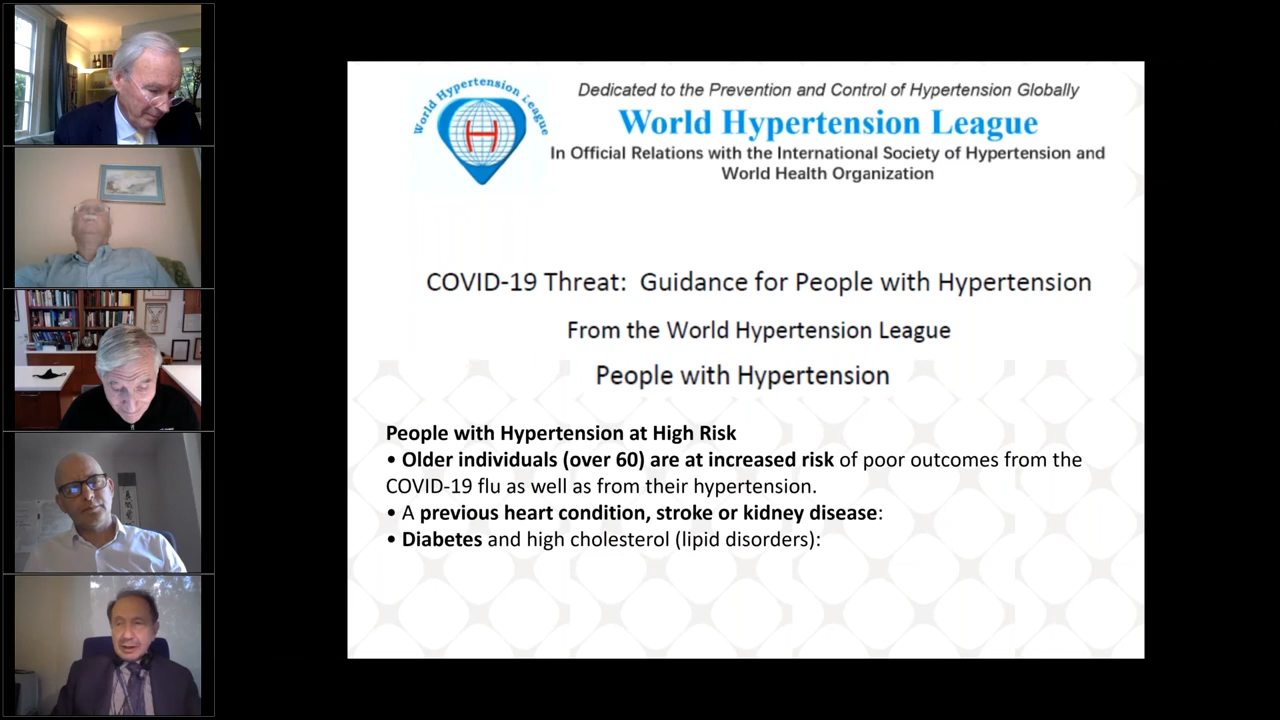 World Hypertension League
H
Dedicated to the Prevention and Control of Hypertension Globally
World Hypertension League
In Official Relations with the International Society of Hypertension and
World Health Organization
COVID-19 Threat: Guidance for People with Hypertension
From the World Hypertension League
People with Hypertension
People with Hypertension at High Risk
• Older individuals (over 60) are at increased risk of poor outcomes from the
COVID-19 flu as well as from their hypertension.
• A previous heart condition, stroke or kidney disease:
• Diabetes and high cholesterol (lipid disorders):